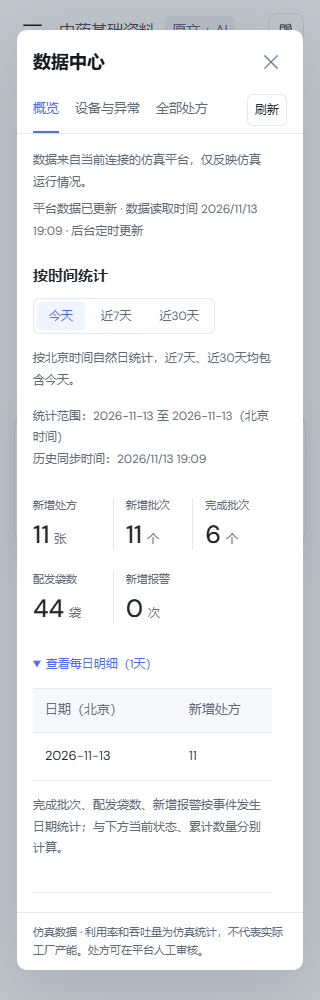 中药基础资料 原文 · AI
数据中心
概览 设备与异常 全部处方 刷新
数据来自当前连接的仿真平台，仅反映仿真
运行情况。
平台数据已更新 · 数据读取时间 2026/11/13
19:09 · 后台定时更新
按时间统计
今天 近7天 近30天
按北京时间自然日统计，近7天、近30天均包
含今天。
统计范围：2026-11-13 至 2026-11-13（北京
时间）
历史同步时间：2026/11/13 19:09
新增处方 新增批次 完成批次
11 张 11 个 6 个
配发袋数 新增报警
44 袋 0 次
▼ 查看每日明细（1天）
日期（北京） 新增处方
2026-11-13 11
完成批次、配发袋数、新增报警按事件发生
日期统计；与下方当前状态、累计数量分别
计算。
仿真数据 · 利用率和吞吐量为仿真统计，不代表实际
工厂产能。处方可在平台人工审核。